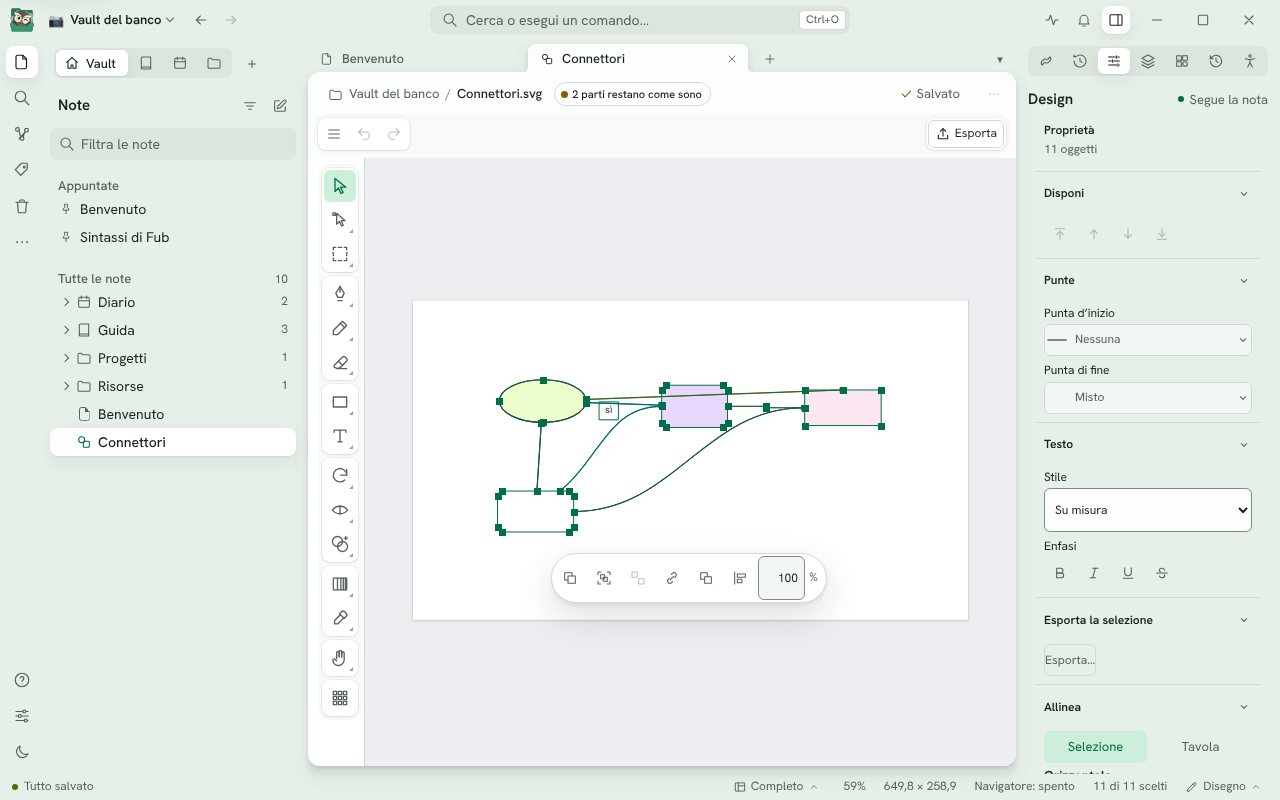 Vault del banco
Cerca o esegui un comando…
Ctrl+O
Vault
Benvenuto
Connettori
Note
Filtra le note
Appuntate
Benvenuto
Sintassi di Fub
Tutte le note 10
Diario 2
Guida 3
Progetti 1
Risorse 1
Benvenuto
Connettori
Vault del banco / Connettori.svg
2 parti restano come sono
Salvato
Esporta
sì
100 %
Design
Segue la nota
Proprietà
11 oggetti
Disponi
Punte
Punta d’inizio
Nessuna
Punta di fine
Misto
Testo
Stile
Su misura
Enfasi
B I U S
Esporta la selezione
Esporta…
Allinea
Selezione Tavola
Orizzontale
Tutto salvato
Completo
59%
649,8 × 258,9
Navigatore: spento
11 di 11 scelti
Disegno